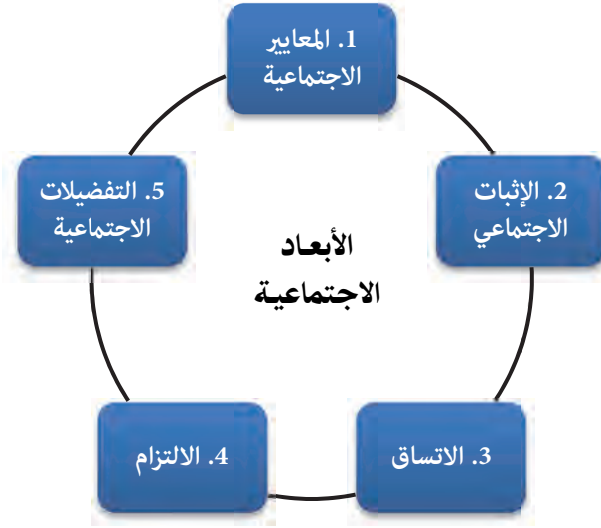 1. المعايير
الاجتماعية
2. الإثبات
الاجتماعي
3. الاتساق
4. الالتزام
5. التفضيلات
الاجتماعية
الأبعاد
الاجتماعية